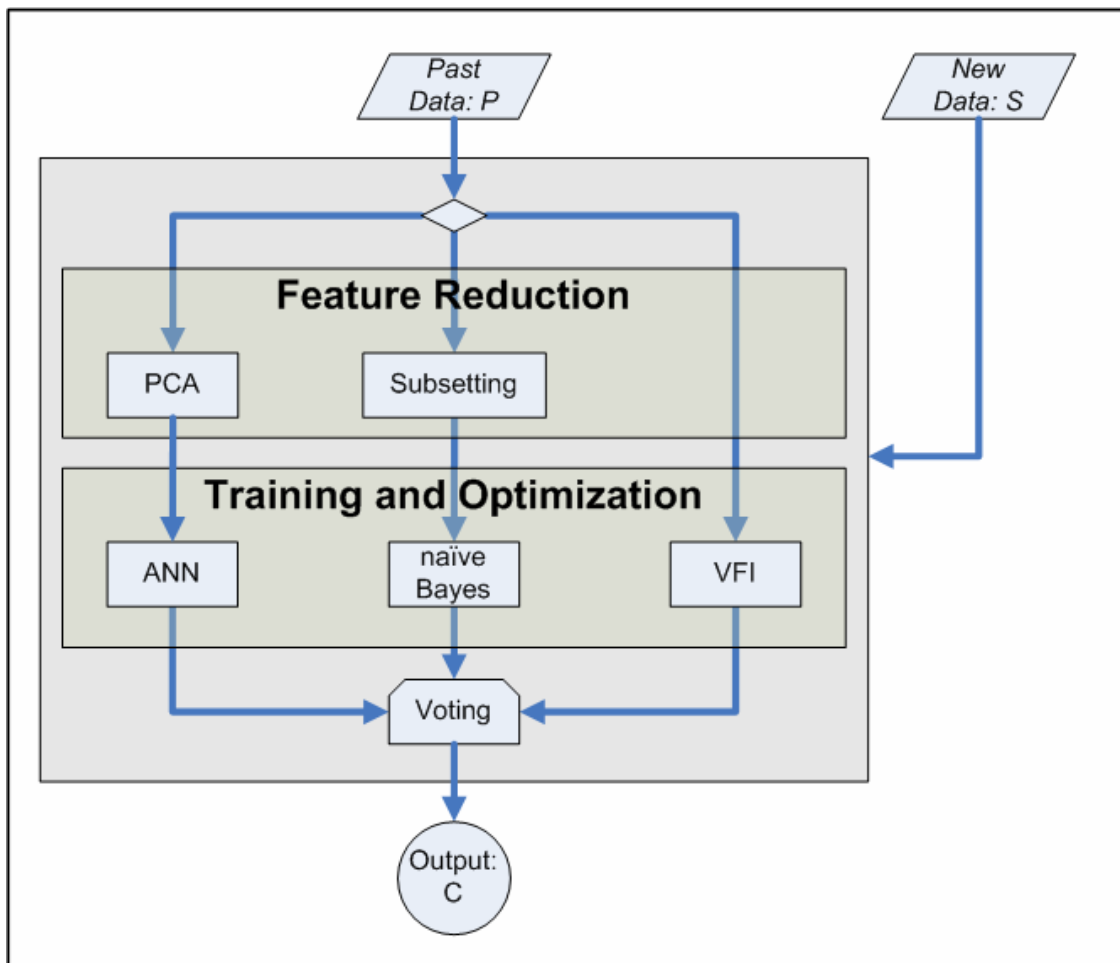 Past
Data: P
New
Data: S
Feature Reduction
PCA
Subsetting
Training and Optimization
ANN
naïve
Bayes
VFI
Voting
Output:
C